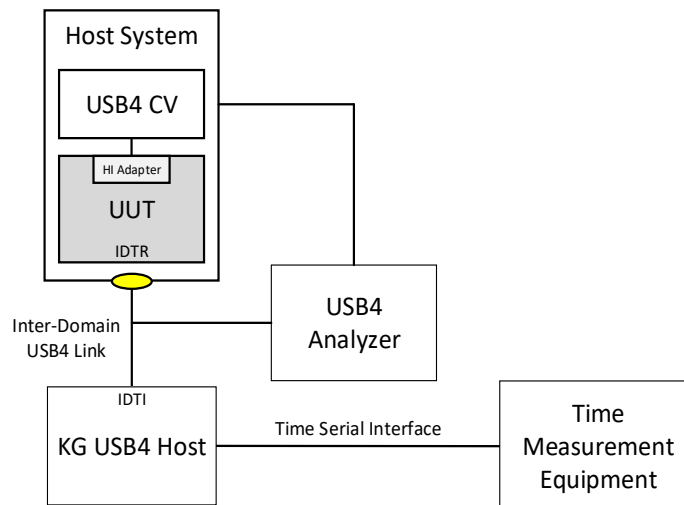 Host System
USB4 CV
HI Adapter
UUT
IDTR
Inter-Domain
USB4 Link
USB4
Analyzer
IDTI
KG USB4 Host
Time Serial Interface
Time
Measurement
Equipment